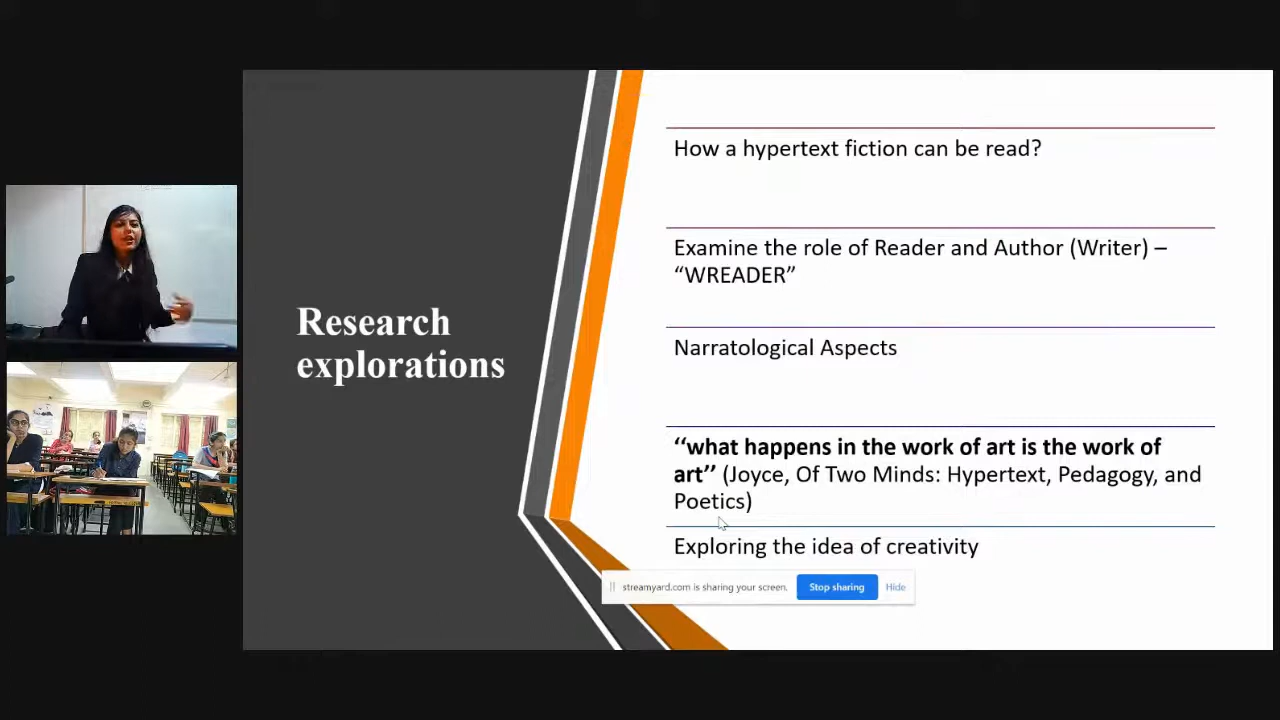 Research
explorations
How a hypertext fiction can be read?
Examine the role of Reader and Author (Writer) –
“WREADER”
Narratological Aspects
“what happens in the work of art is the work of
art” (Joyce, Of Two Minds: Hypertext, Pedagogy, and
Poetics)
Exploring the idea of creativity
streamyard.com is sharing your screen. Stop sharing Hide